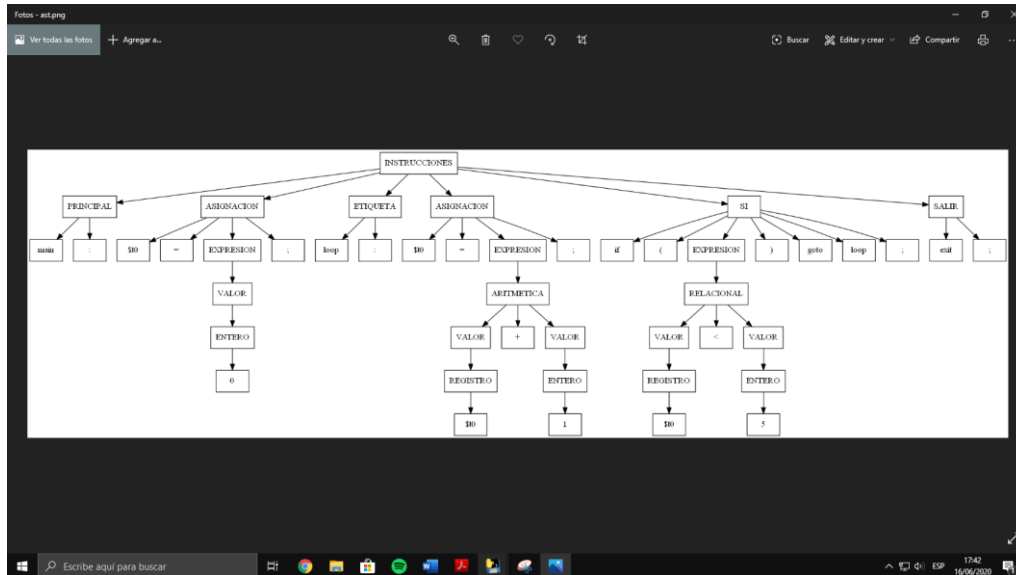 Fotos - ast.png
Ver todas las fotos
Agregar a...
Buscar
Editar y crear
Compartir
INSTRUCCIONES
PRINCIPAL ASIGNACION ETIQUETA ASIGNACION SI SALIR
main : $t0 = EXPRESION ; loop : $t0 = EXPRESION ; if ( EXPRESION ) goto loop ; exit ;
VALOR ARITMETICA RELACIONAL
ENTERO VALOR + VALOR VALOR < VALOR
0 REGISTRO ENTERO REGISTRO ENTERO
$t0 1 $t0 5
Escribe aquí para buscar
ESP
17:42
16/06/2020